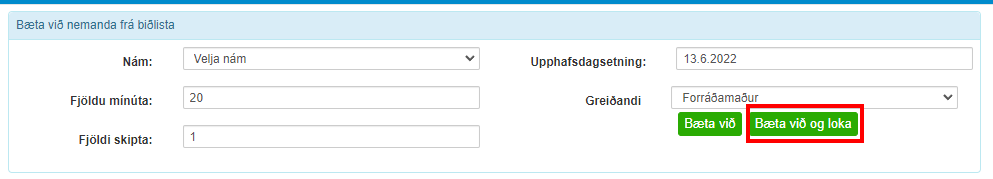 Bæta við nemanda frá biðlista
Nám: Velja nám Upphafsdagsetning: 13.6.2022
Fjöldu mínúta: 20 Greiðandi Forráðamaður
Bæta við Bæta við og loka
Fjöldi skipta: 1